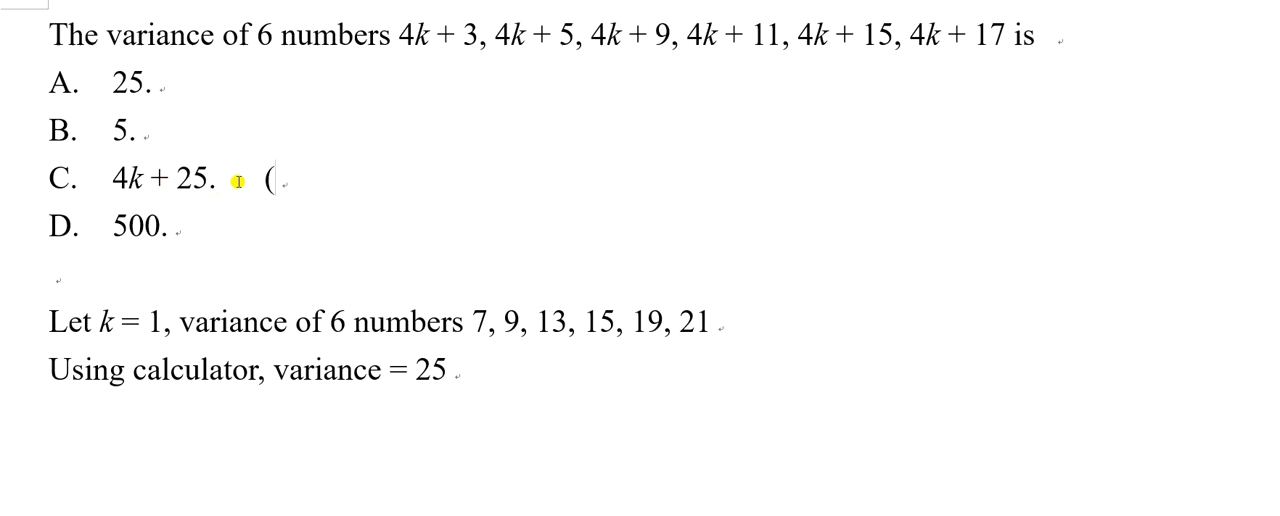 The variance of 6 numbers 4k + 3, 4k + 5, 4k + 9, 4k + 11, 4k + 15, 4k + 17 is
A. 25.
B. 5.
C. 4k + 25. (
D. 500.
Let k = 1, variance of 6 numbers 7, 9, 13, 15, 19, 21
Using calculator, variance = 25